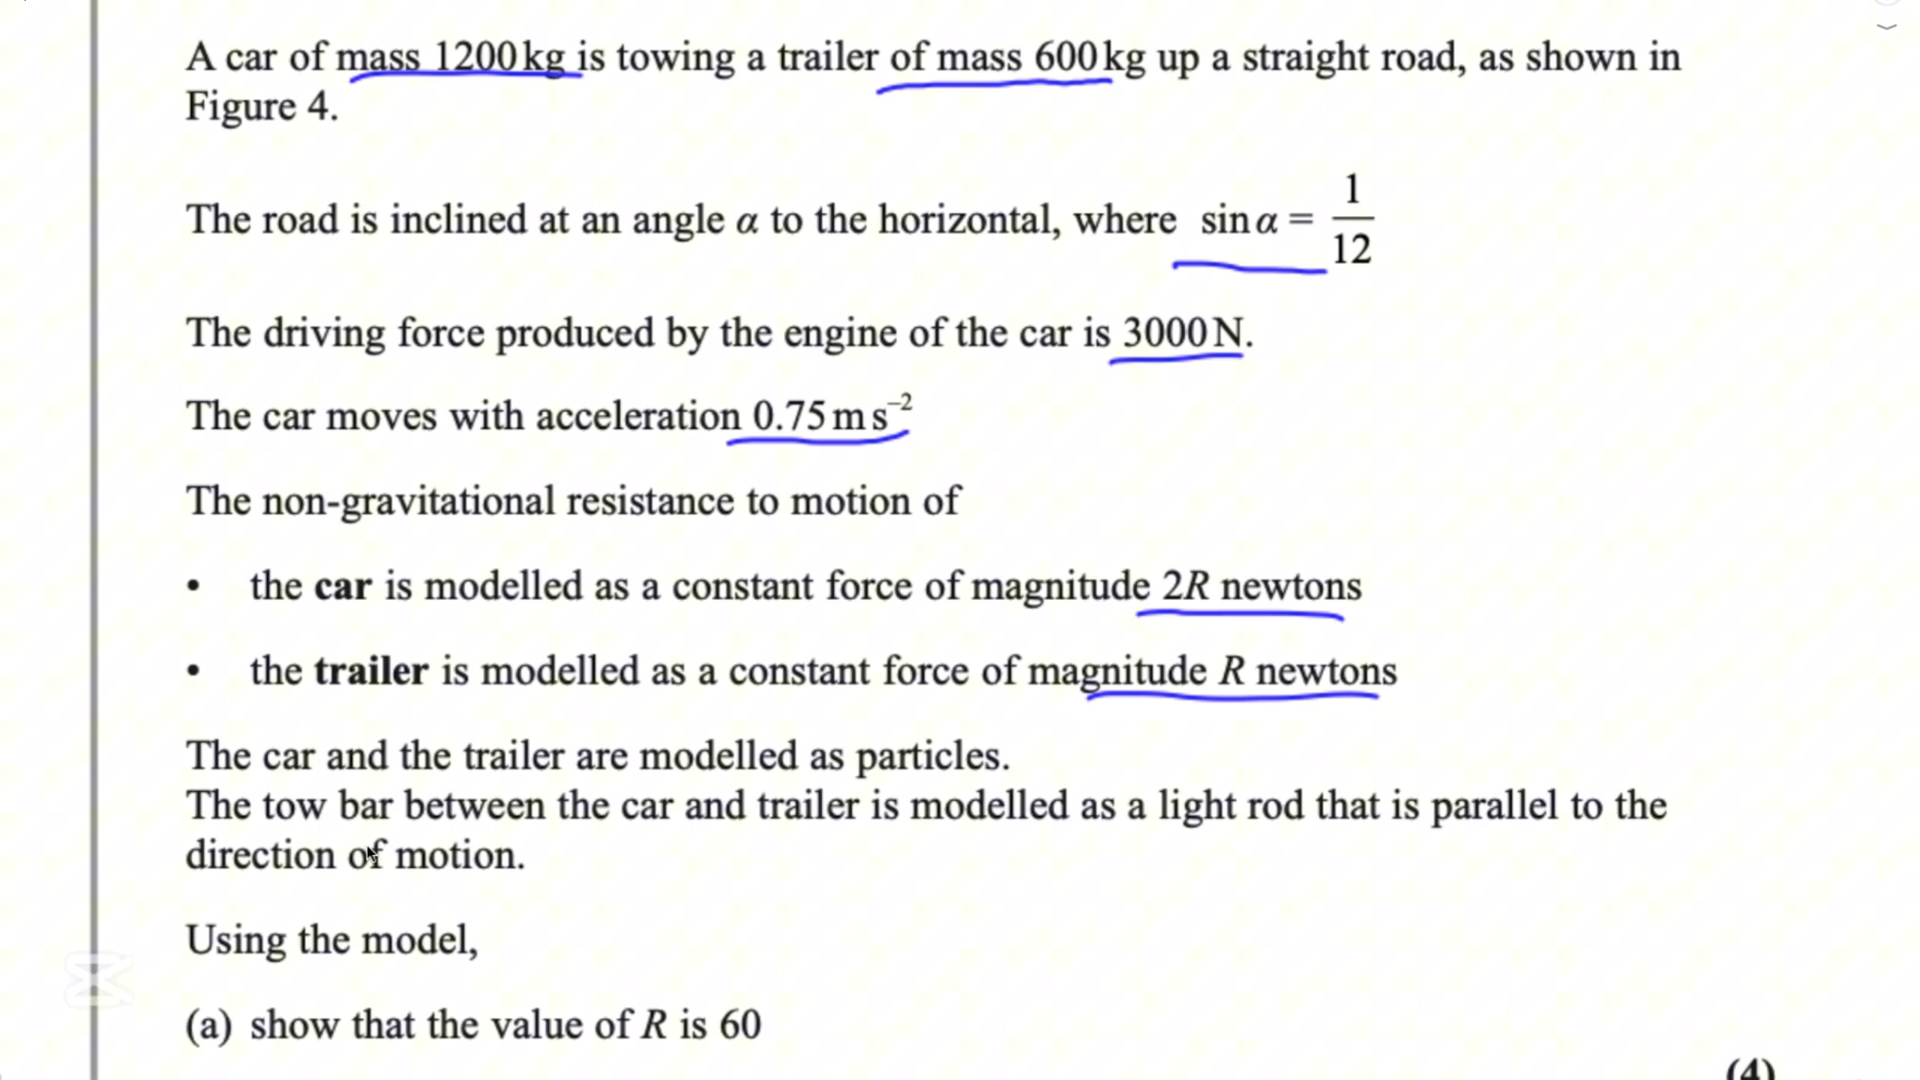 A car of mass 1200 kg is towing a trailer of mass 600 kg up a straight road, as shown in
Figure 4.
The road is inclined at an angle α to the horizontal, where sin α = 1/12
The driving force produced by the engine of the car is 3000 N.
The car moves with acceleration 0.75 m s⁻²
The non-gravitational resistance to motion of
• the car is modelled as a constant force of magnitude 2R newtons
• the trailer is modelled as a constant force of magnitude R newtons
The car and the trailer are modelled as particles.
The tow bar between the car and trailer is modelled as a light rod that is parallel to the
direction of motion.
Using the model,
(a) show that the value of R is 60
(4)